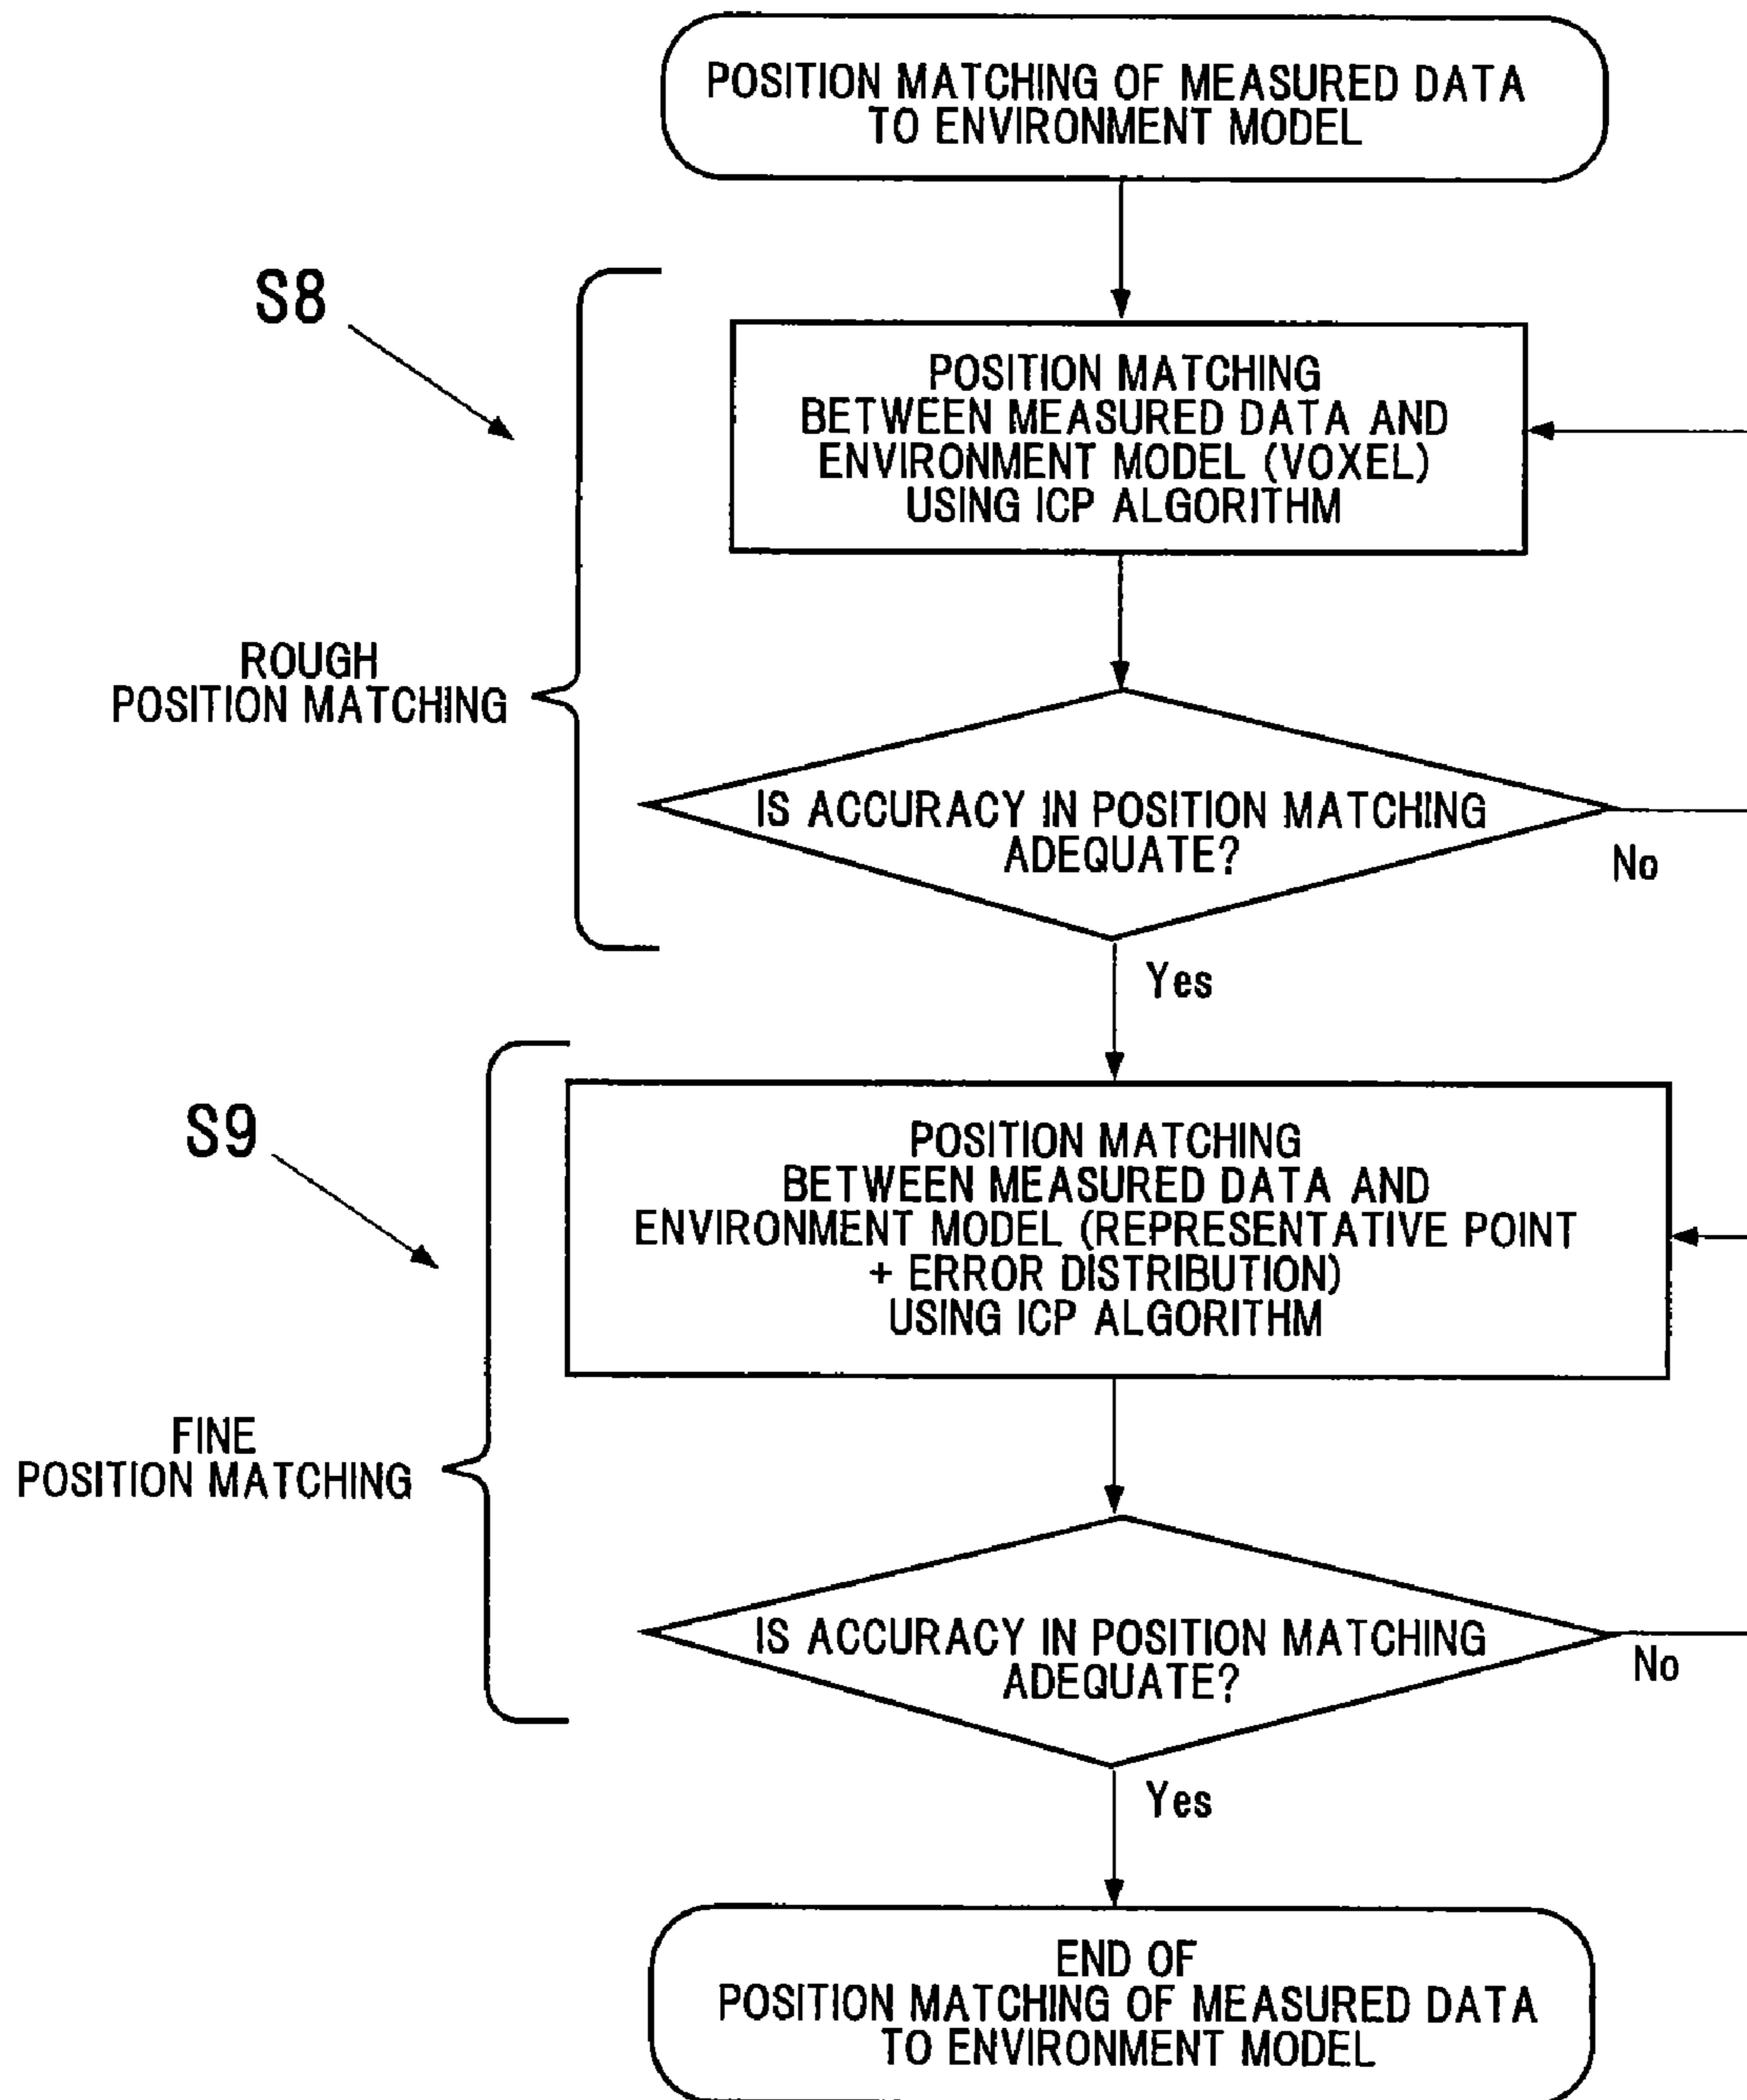 POSITION MATCHING OF MEASURED DATA
TO ENVIRONMENT MODEL
S8
POSITION MATCHING
BETWEEN MEASURED DATA AND
ENVIRONMENT MODEL (VOXEL)
USING ICP ALGORITHM
ROUGH
POSITION MATCHING
IS ACCURACY IN POSITION MATCHING
ADEQUATE?
No
Yes
S9
POSITION MATCHING
BETWEEN MEASURED DATA AND
ENVIRONMENT MODEL (REPRESENTATIVE POINT
+ ERROR DISTRIBUTION)
USING ICP ALGORITHM
FINE
POSITION MATCHING
IS ACCURACY IN POSITION MATCHING
ADEQUATE?
No
Yes
END OF
POSITION MATCHING OF MEASURED DATA
TO ENVIRONMENT MODEL